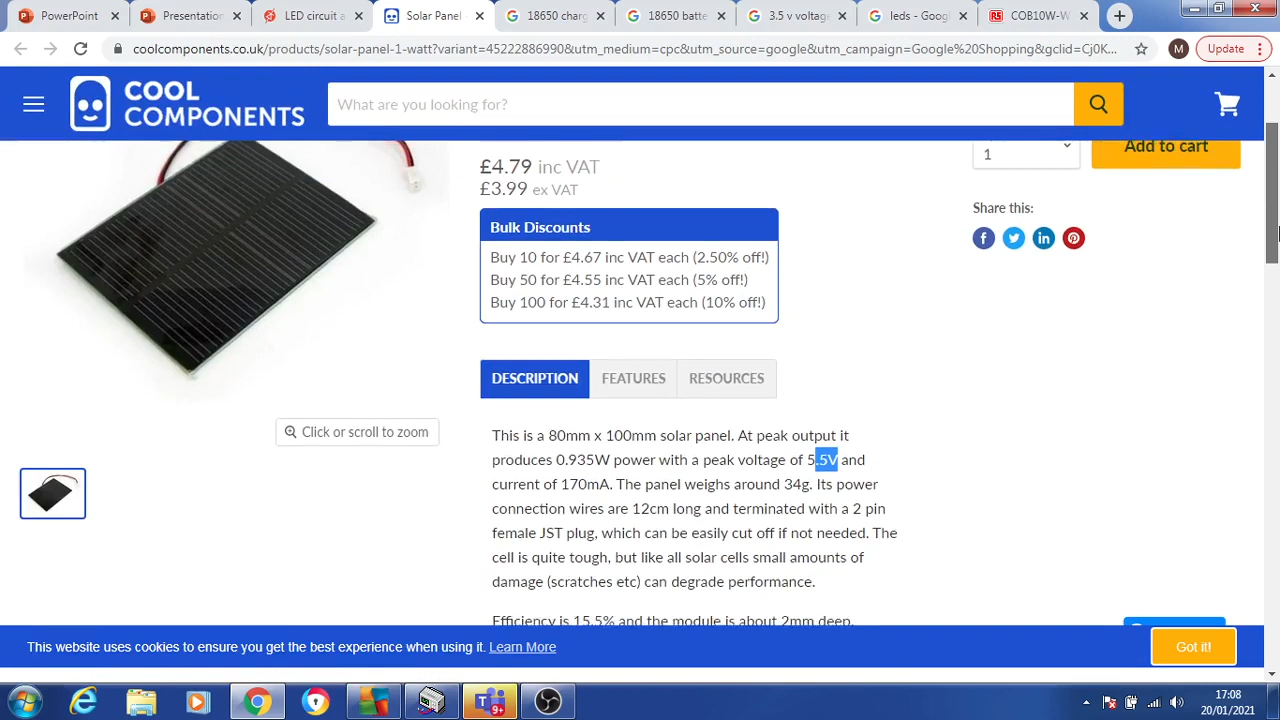 PowerPoint
Presentation
LED circuit a
Solar Panel -
18650 charg
18650 batte
3.5 v voltage
leds - Goog
COB10W-W
coolcomponents.co.uk/products/solar-panel-1-watt?variant=45222886990&utm_medium=cpc&utm_source=google&utm_campaign=Google%20Shopping&gclid=Cj0K...
M
Update
COOL
COMPONENTS
What are you looking for?
£4.79 inc VAT
£3.99 ex VAT
1
Add to cart
Share this:
Bulk Discounts
Buy 10 for £4.67 inc VAT each (2.50% off!)
Buy 50 for £4.55 inc VAT each (5% off!)
Buy 100 for £4.31 inc VAT each (10% off!)
DESCRIPTION
FEATURES
RESOURCES
Click or scroll to zoom
This is a 80mm x 100mm solar panel. At peak output it
produces 0.935W power with a peak voltage of 5.5V and
current of 170mA. The panel weighs around 34g. Its power
connection wires are 12cm long and terminated with a 2 pin
female JST plug, which can be easily cut off if not needed. The
cell is quite tough, but like all solar cells small amounts of
damage (scratches etc) can degrade performance.
Efficiency is 15.5% and the module is about 2mm deep.
This website uses cookies to ensure you get the best experience when using it. Learn More
Got it!
9+
17:08
20/01/2021